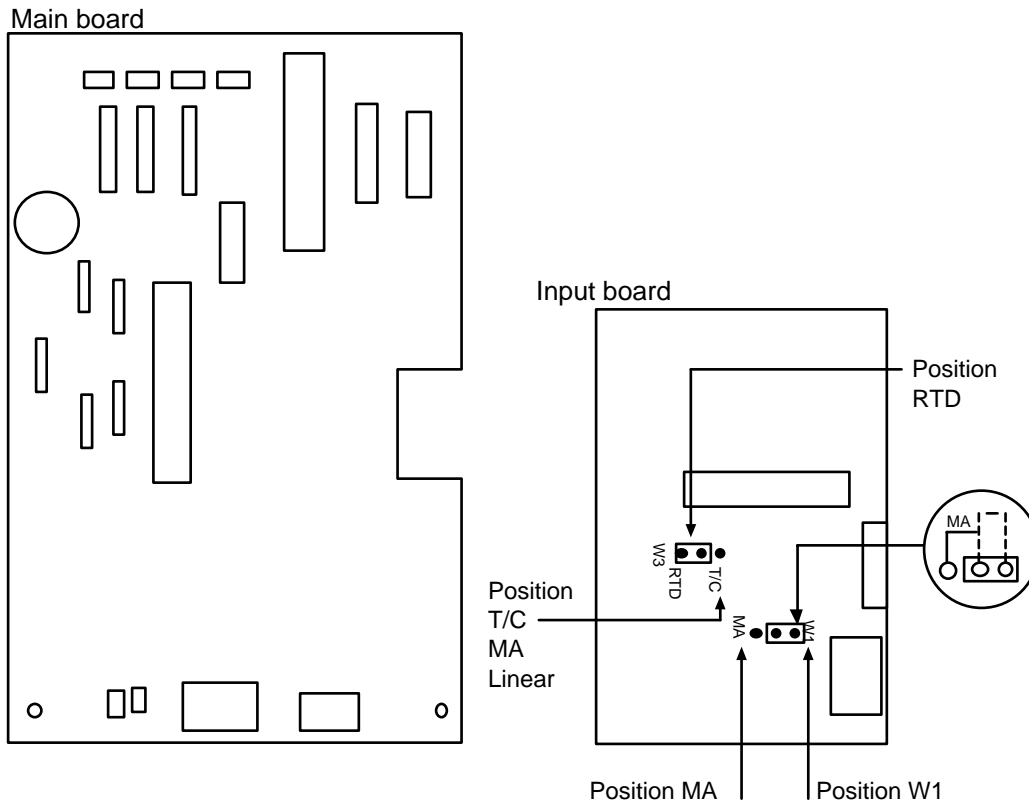 Main board
Input board
Position
RTD
MA
W3
RTD
T/C
Position
T/C
MA
Linear
MA
W1
Position MA
Position W1